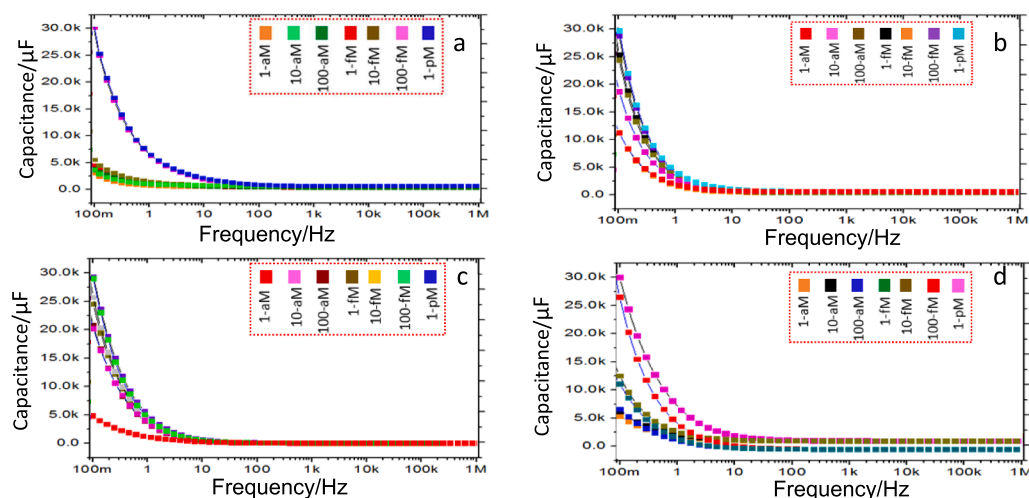 a
30.0k
25.0k
20.0k
15.0k
10.0k
5.0k
0.0
Capacitance/µF
1-aM
10-aM
100-aM
1-fM
10-fM
100-fM
1-pM
100m 1 10 100 1k 10k 100k 1M
Frequency/Hz
b
30.0k
25.0k
20.0k
15.0k
10.0k
5.0k
0.0
Capacitance/µF
1-aM
10-aM
100-aM
1-fM
10-fM
100-fM
1-pM
100m 1 10 100 1k 10k 100k 1M
Frequency/Hz
c
30.0k
25.0k
20.0k
15.0k
10.0k
5.0k
0.0
Capacitance/µF
1-aM
10-aM
100-aM
1-fM
10-fM
100-fM
1-pM
100m 1 10 100 1k 10k 100k 1M
Frequency/Hz
d
30.0k
25.0k
20.0k
15.0k
10.0k
5.0k
0.0
Capacitance/µF
1-aM
10-aM
100-aM
1-fM
10-fM
100-fM
1-pM
100m 1 10 100 1k 10k 100k 1M
Frequency/Hz